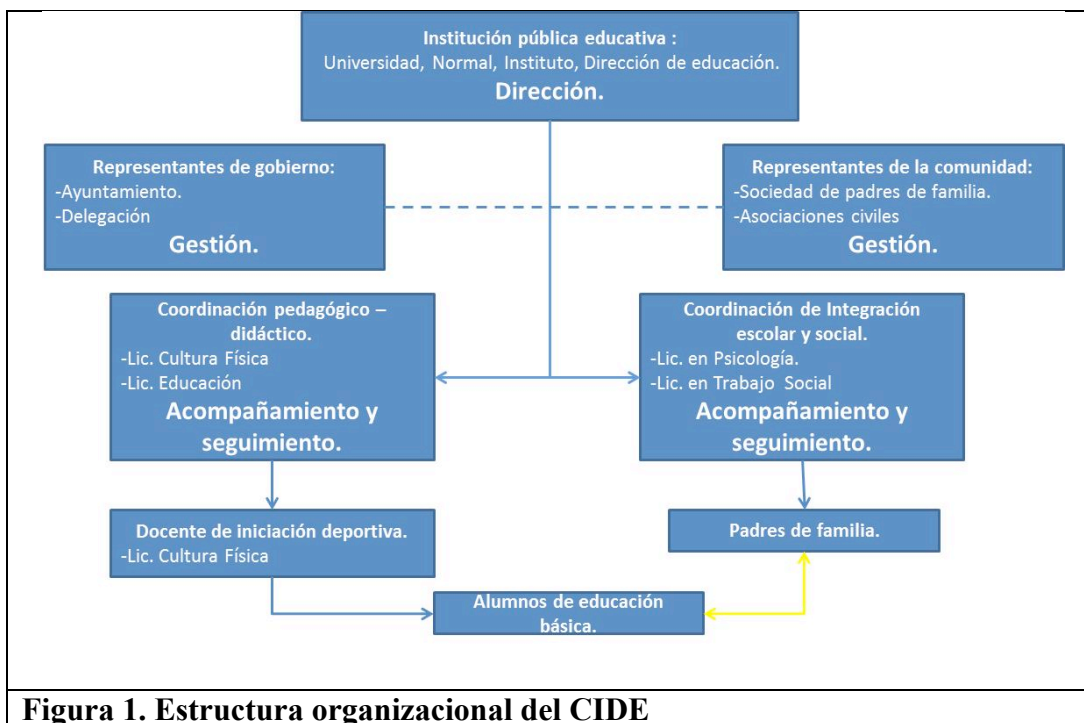 Institución pública educativa :
Universidad, Normal, Instituto, Dirección de educación.
Dirección.
Representantes de gobierno:
-Ayuntamiento.
-Delegación
Gestión.
Representantes de la comunidad:
-Sociedad de padres de familia.
-Asociaciones civiles
Gestión.
Coordinación pedagógico –
didáctico.
-Lic. Cultura Física
-Lic. Educación
Acompañamiento y
seguimiento.
Coordinación de Integración
escolar y social.
-Lic. en Psicología.
-Lic. en Trabajo Social
Acompañamiento y
seguimiento.
Docente de iniciación deportiva.
-Lic. Cultura Física
Padres de familia.
Alumnos de educación
básica.
Figura 1. Estructura organizacional del CIDE